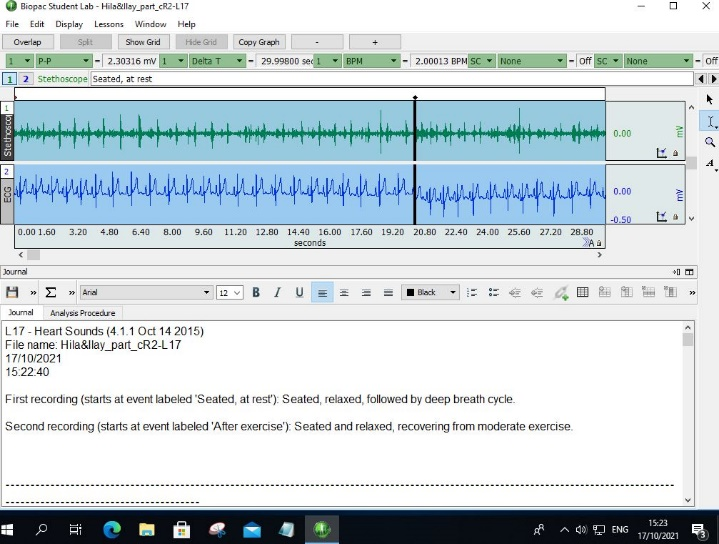 Biopac Student Lab - Hila&llay_part_cR2-L17
File Edit Display Lessons Window Help
Overlap Split Show Grid Hide Grid Copy Graph - +
1 P-P = 2.30316 mV 1 Delta T = 29.99800 sec 1 BPM = 2.00013 BPM SC None = Off SC None = Off
1 2 Stethoscope Seated, at rest
1
Stethoscop
0.00
mV
2
ECG
0.00
-0.50
mV
0.00 1.60 3.20 4.80 6.40 8.00 9.60 11.20 12.80 14.40 16.00 17.60 19.20 20.80 22.40 24.00 25.60 27.20 28.80
seconds
Journal
Σ » Arial 12 B I U Black »
Journal Analysis Procedure
L17 - Heart Sounds (4.1.1 Oct 14 2015)
File name: Hila&llay_part_cR2-L17
17/10/2021
15:22:40
First recording (starts at event labeled 'Seated, at rest'): Seated, relaxed, followed by deep breath cycle.
Second recording (starts at event labeled 'After exercise'): Seated and relaxed, recovering from moderate exercise.
ENG
15:23
17/10/2021
3